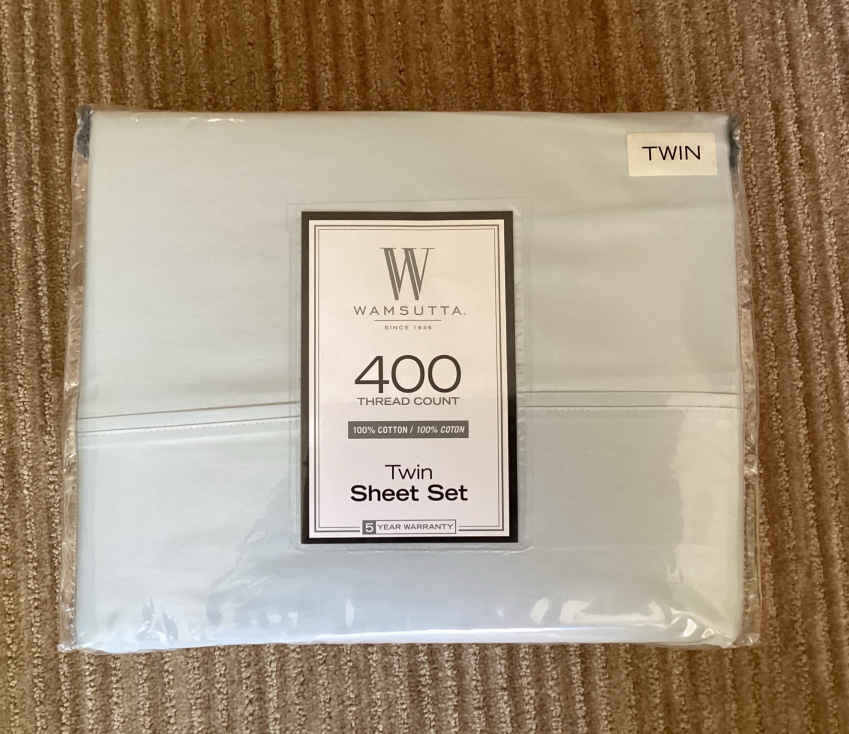 TWIN
W
WAMSUTTA.
SINCE 1846
400
THREAD COUNT
100% COTTON / 100% COTON
Twin
Sheet Set
5 YEAR WARRANTY